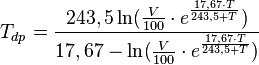 T_{dp} = \frac{243,5 \ln(\frac{V}{100} \cdot e^{\frac{17,67 \cdot T}{243,5+T}})}{17,67 - \ln(\frac{V}{100} \cdot e^{\frac{17,67 \cdot T}{243,5+T}})}